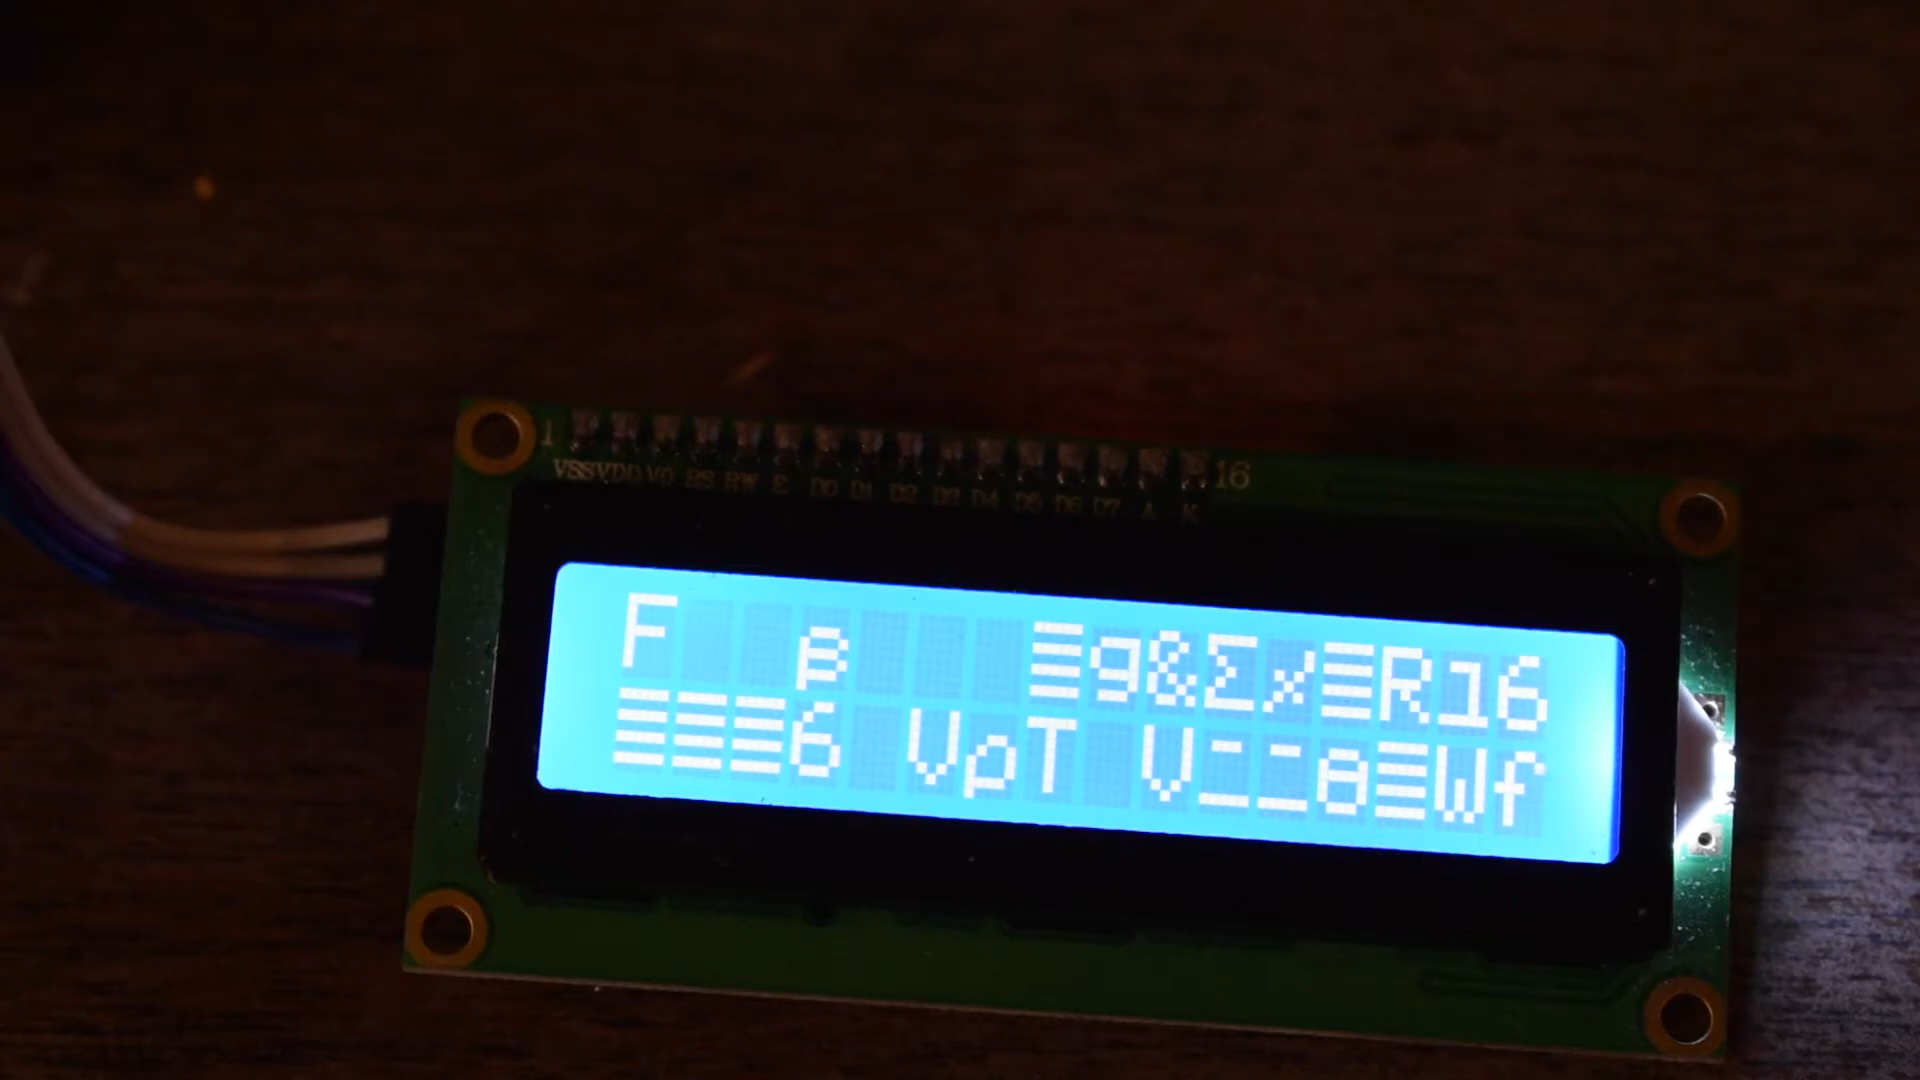 1 16
VSS VDD V0 RS RW E D0 D1 D2 D3 D4 D5 D6 D7 A K
F β ≡g&Σx≡R16
≡≡≡6 VρT V⚌⚌θ≡Wf